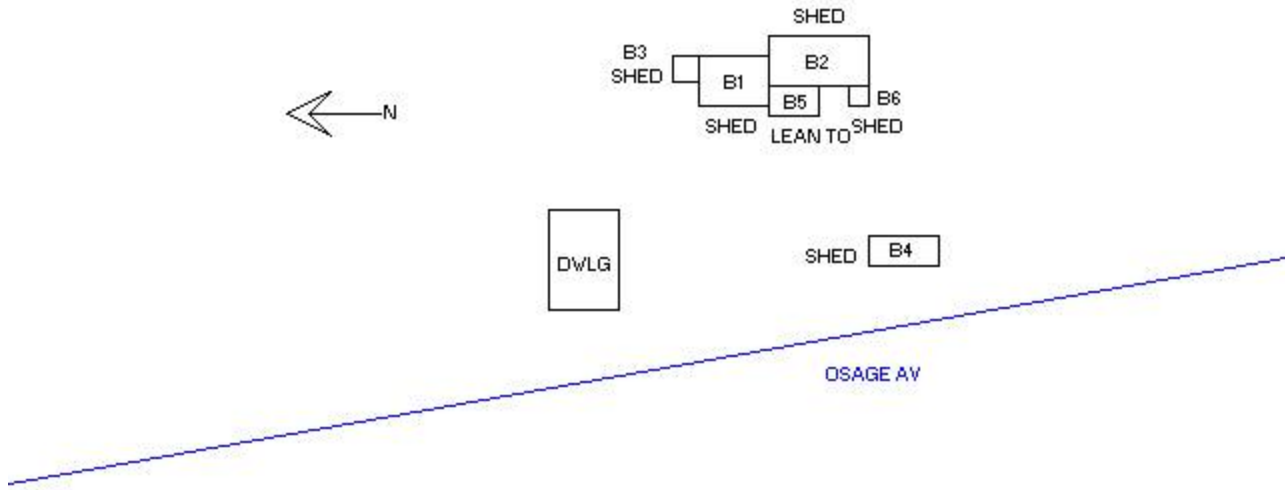 SHED
B3
B2
SHED
B1
B5
B6
SHED
LEAN TO
SHED
N
DWLG
SHED
B4
OSAGE AV